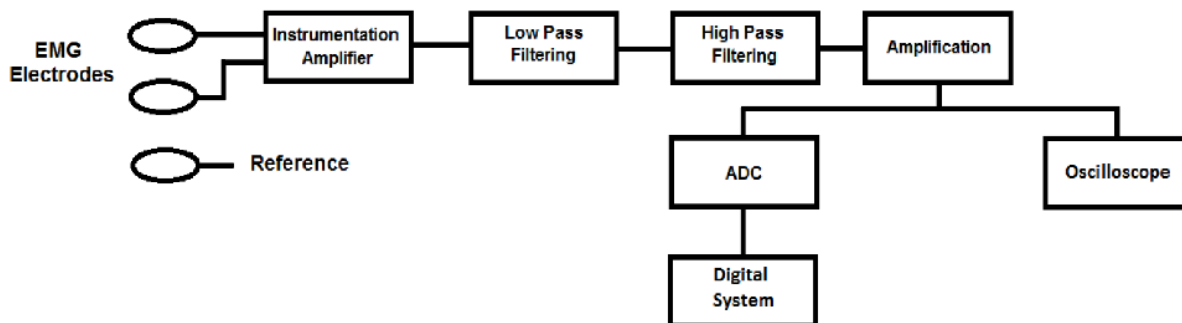 EMG
Electrodes
Instrumentation
Amplifier
Low Pass
Filtering
High Pass
Filtering
Amplification
Reference
ADC
Oscilloscope
Digital
System